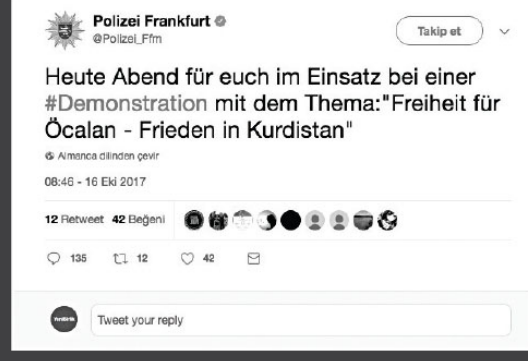 Polizei Frankfurt
@Polizei_Ffm
Takip et
Heute Abend für euch im Einsatz bei einer
#Demonstration mit dem Thema:"Freiheit für
Öcalan - Frieden in Kurdistan"
Almanca dilinden çevir
08:46 - 16 Eki 2017
12 Retweet 42 Beğeni
135 12 42
Tweet your reply